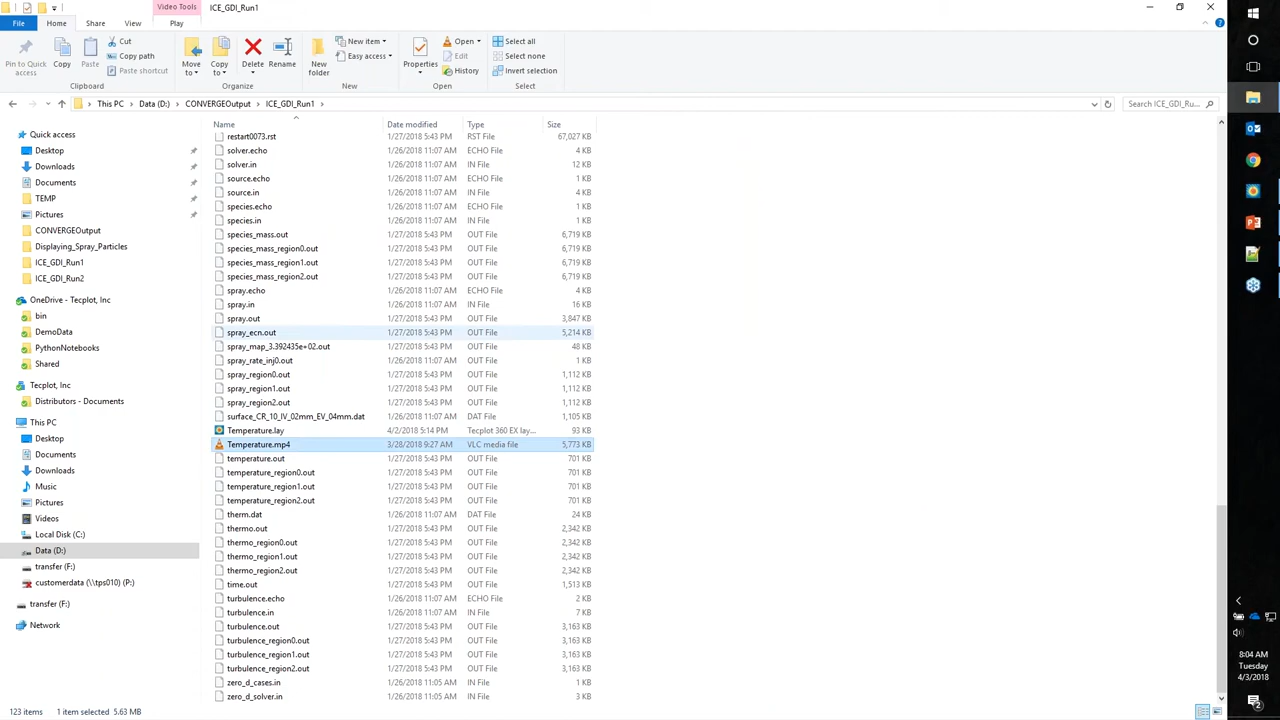 Video Tools
ICE_GDI_Run1
File
Home
Share
View
Play
Pin to Quick access
Copy
Paste
Cut
Copy path
Paste shortcut
Move to
Copy to
Delete
Rename
Organize
New folder
New item
Easy access
New
Properties
Open
Edit
History
Open
Select all
Select none
Invert selection
Select
This PC
Data (D:)
CONVERGEOutput
ICE_GDI_Run1
Search ICE_GDI_Ru...
Quick access
Desktop
Downloads
Documents
TEMP
Pictures
CONVERGEOutput
Displaying_Spray_Particles
ICE_GDI_Run1
ICE_GDI_Run2
OneDrive - Tecplot, Inc
bin
DemoData
PythonNotebooks
Shared
Tecplot, Inc
Distributors - Documents
This PC
Desktop
Documents
Downloads
Music
Pictures
Videos
Local Disk (C:)
Data (D:)
transfer (F:)
customerdata (\\tps010) (P:)
transfer (F:)
Network
Name Date modified Type Size
restart0073.rst 1/27/2018 5:43 PM RST File 67,027 KB
solver.echo 1/26/2018 11:07 AM ECHO File 4 KB
solver.in 1/26/2018 11:07 AM IN File 12 KB
source.echo 1/26/2018 11:07 AM ECHO File 1 KB
source.in 1/26/2018 11:07 AM IN File 4 KB
species.echo 1/26/2018 11:07 AM ECHO File 1 KB
species.in 1/26/2018 11:07 AM IN File 1 KB
species_mass.out 1/27/2018 5:43 PM OUT File 6,719 KB
species_mass_region0.out 1/27/2018 5:43 PM OUT File 6,719 KB
species_mass_region1.out 1/27/2018 5:43 PM OUT File 6,719 KB
species_mass_region2.out 1/27/2018 5:43 PM OUT File 6,719 KB
spray.echo 1/26/2018 11:07 AM ECHO File 4 KB
spray.in 1/26/2018 11:07 AM IN File 16 KB
spray.out 1/27/2018 5:43 PM OUT File 3,847 KB
spray_ecn.out 1/27/2018 5:43 PM OUT File 5,214 KB
spray_map_3.392435e+02.out 1/27/2018 5:43 PM OUT File 48 KB
spray_rate_inj0.out 1/26/2018 11:07 AM OUT File 1 KB
spray_region0.out 1/27/2018 5:43 PM OUT File 1,112 KB
spray_region1.out 1/27/2018 5:43 PM OUT File 1,112 KB
spray_region2.out 1/27/2018 5:43 PM OUT File 1,112 KB
surface_CR_10_IV_02mm_EV_04mm.dat 1/26/2018 11:07 AM DAT File 1,105 KB
Temperature.lay 4/2/2018 5:14 PM Tecplot 360 EX lay... 93 KB
Temperature.mp4 3/28/2018 9:27 AM VLC media file 5,773 KB
temperature.out 1/27/2018 5:43 PM OUT File 701 KB
temperature_region0.out 1/27/2018 5:43 PM OUT File 701 KB
temperature_region1.out 1/27/2018 5:43 PM OUT File 701 KB
temperature_region2.out 1/27/2018 5:43 PM OUT File 701 KB
therm.dat 1/26/2018 11:07 AM DAT File 24 KB
thermo.out 1/27/2018 5:43 PM OUT File 2,342 KB
thermo_region0.out 1/27/2018 5:43 PM OUT File 2,342 KB
thermo_region1.out 1/27/2018 5:43 PM OUT File 2,342 KB
thermo_region2.out 1/27/2018 5:43 PM OUT File 2,342 KB
time.out 1/27/2018 5:43 PM OUT File 1,513 KB
turbulence.echo 1/26/2018 11:07 AM ECHO File 2 KB
turbulence.in 1/26/2018 11:07 AM IN File 7 KB
turbulence.out 1/27/2018 5:43 PM OUT File 3,163 KB
turbulence_region0.out 1/27/2018 5:43 PM OUT File 3,163 KB
turbulence_region1.out 1/27/2018 5:43 PM OUT File 3,163 KB
turbulence_region2.out 1/27/2018 5:43 PM OUT File 3,163 KB
zero_d_cases.in 1/26/2018 11:05 AM IN File 1 KB
zero_d_solver.in 1/26/2018 11:05 AM IN File 3 KB
123 items 1 item selected 5.63 MB
8:04 AM
Tuesday
4/3/2018
2